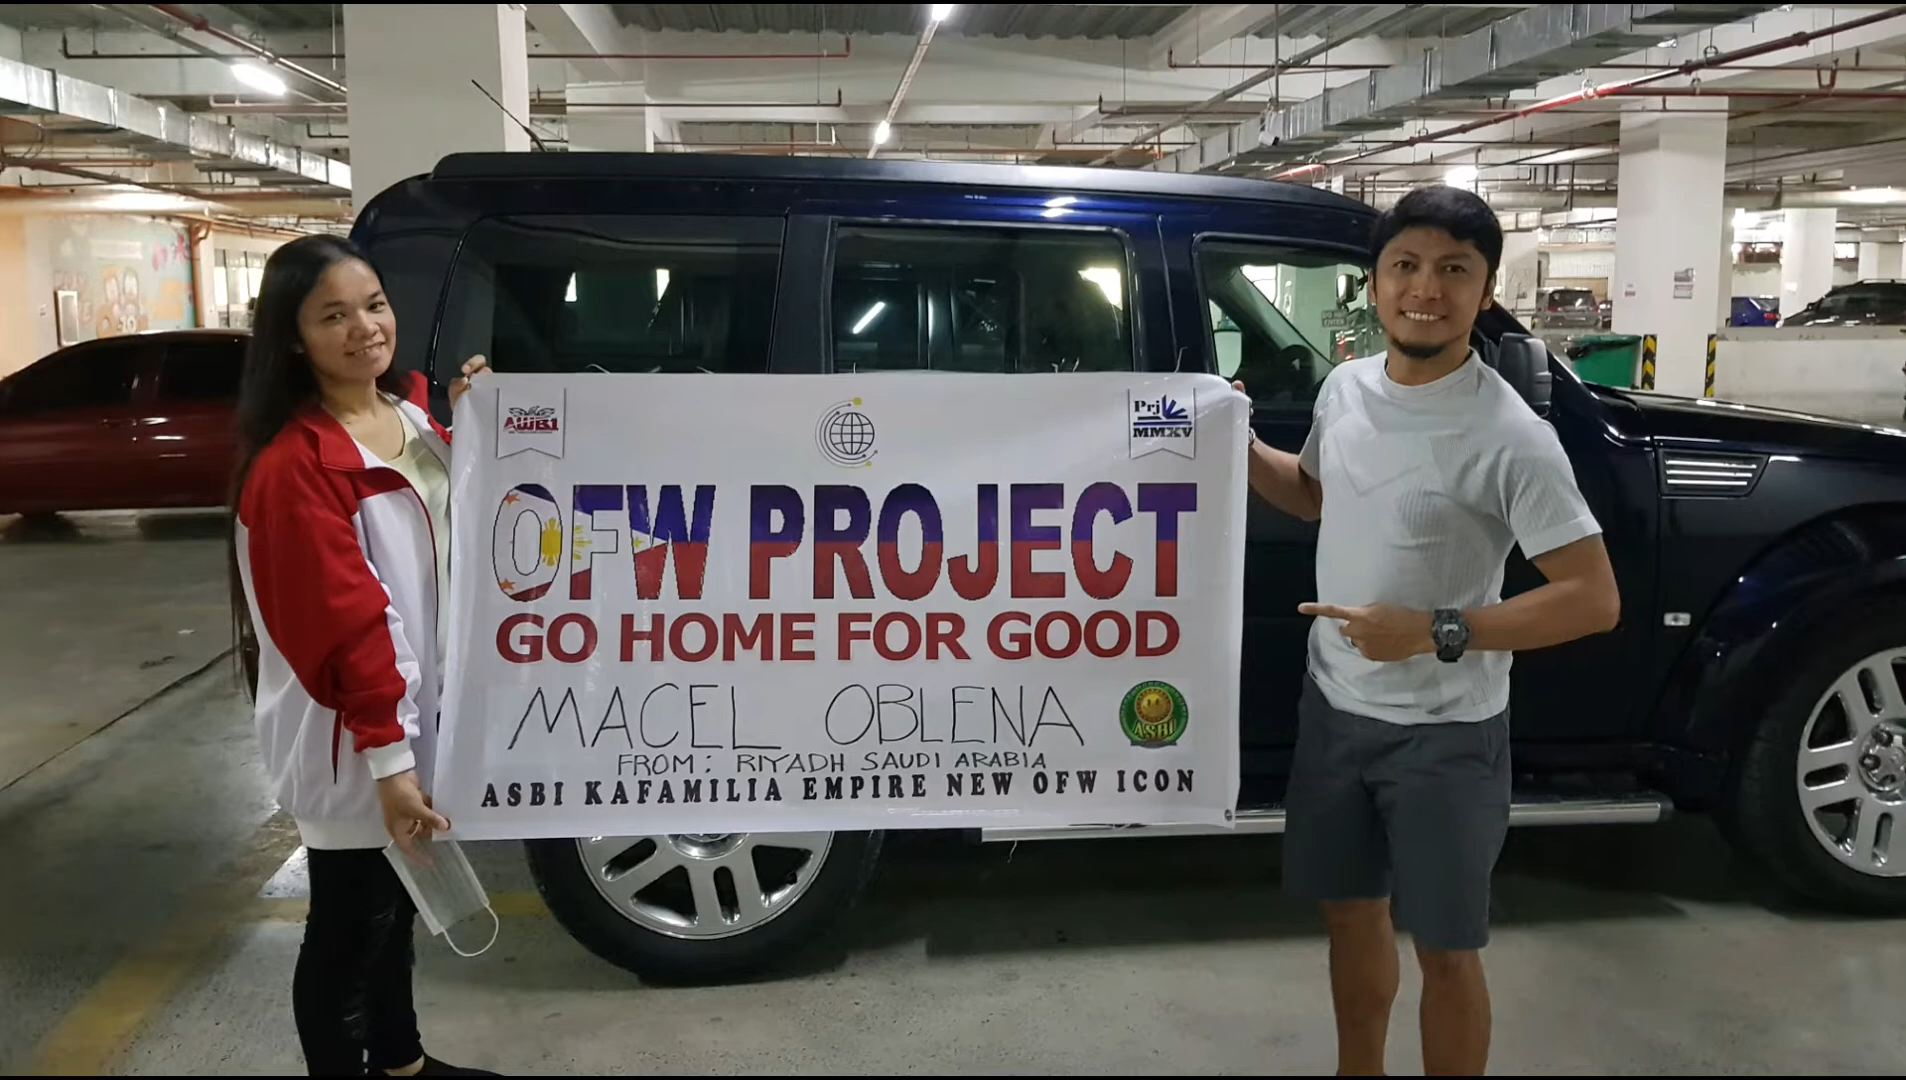 AWB1
Prj
MMXV
OFW PROJECT
GO HOME FOR GOOD
MACEL OBLENA
ASBI
FROM: RIYADH SAUDI ARABIA
ASBI KAFAMILIA EMPIRE NEW OFW ICON